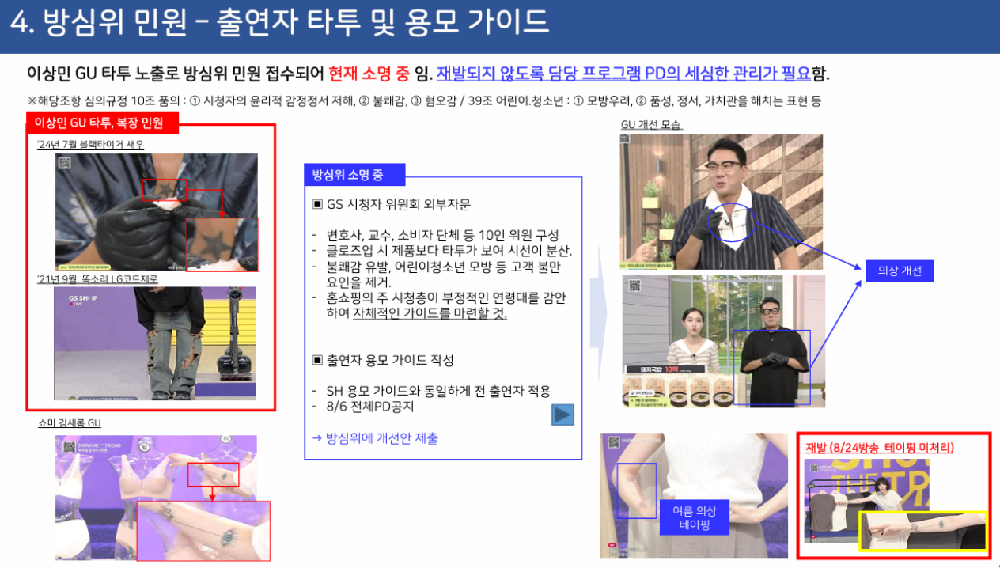 4. 방심위 민원 – 출연자 타투 및 용모 가이드
이상민 GU 타투 노출로 방심위 민원 접수되어 현재 소명 중 임. 재발되지 않도록 담당 프로그램 PD의 세심한 관리가 필요함.
※해당조항 심의규정 10조 품의 : ① 시청자의 윤리적 감정정서 저해, ② 불쾌감, ③ 혐오감 / 39조 어린이.청소년 : ① 모방우려, ② 품성, 정서, 가치관을 해치는 표현 등
이상민 GU 타투, 복장 민원
‘24년 7월 블랙타이거 새우
‘21년 9월 똑소리 LG코드제로
GS SHOP
LIVE
쇼미 김새롬 GU
SHOW ME THE TREND
방심위 소명 중
▣ GS 시청자 위원회 외부자문
- 변호사, 교수, 소비자 단체 등 10인 위원 구성
- 클로즈업 시 제품보다 타투가 보여 시선이 분산.
- 불쾌감 유발, 어린이청소년 모방 등 고객 불만
요인을 제거.
- 홈쇼핑의 주 시청층이 부정적인 연령대를 감안
하여 자체적인 가이드를 마련할 것.
▣ 출연자 용모 가이드 작성
- SH 용모 가이드와 동일하게 전 출연자 적용
- 8/6 전체PD공지
→ 방심위에 개선안 제출
GU 개선 모습
의상 개선
돼지국밥 13팩
SHOW ME THE TREND
여름 의상
테이핑
재발 (8/24방송 테이핑 미처리)